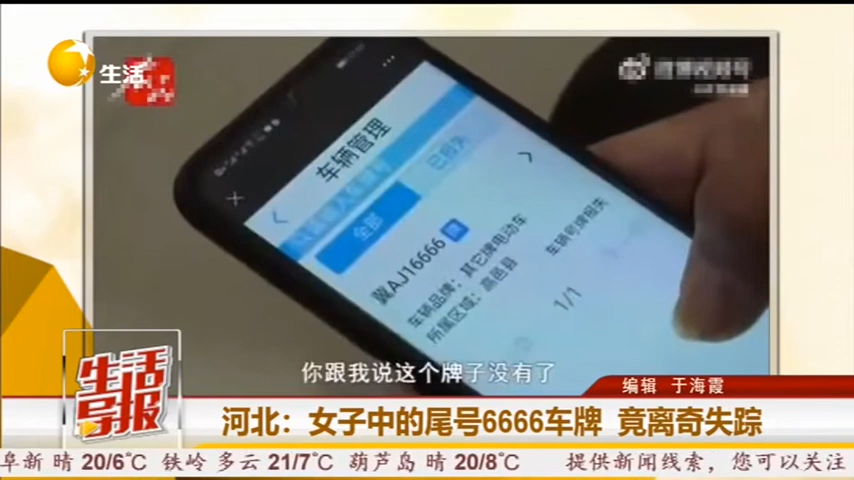 生活
车辆管理
全部
已报失
冀AJ16666
车辆品牌：其它牌电动车
所属区域：高邑县
车辆号牌报失
1/1
你跟我说这个牌子没有了
编辑 于海霞
生活导报
河北：女子中的尾号6666车牌 竟离奇失踪
阜新 晴 20/6℃ 铁岭 多云 21/7℃ 葫芦岛 晴 20/8℃ 提供新闻线索，您可以关注